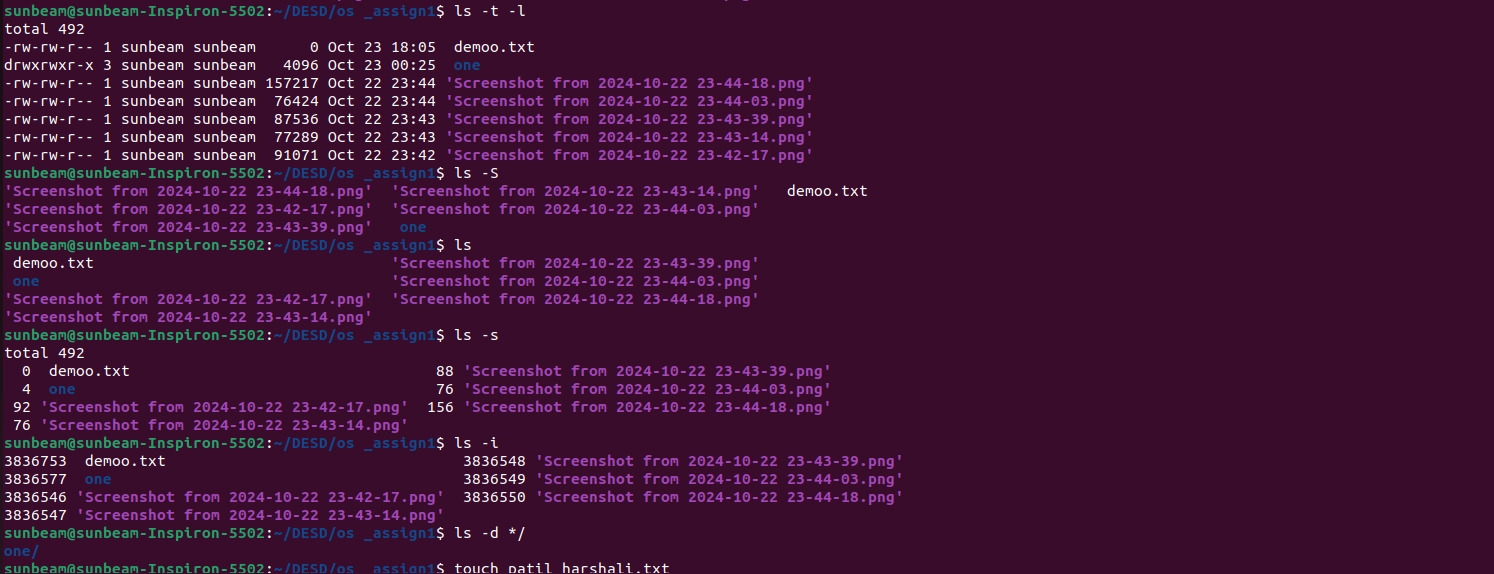 sunbeam@sunbeam-Inspiron-5502:~/DESD/os _assign1$ ls -t -l
total 492
-rw-rw-r-- 1 sunbeam sunbeam      0 Oct 23 18:05  demoo.txt
drwxrwxr-x 3 sunbeam sunbeam   4096 Oct 23 00:25  one
-rw-rw-r-- 1 sunbeam sunbeam 157217 Oct 22 23:44 'Screenshot from 2024-10-22 23-44-18.png'
-rw-rw-r-- 1 sunbeam sunbeam  76424 Oct 22 23:44 'Screenshot from 2024-10-22 23-44-03.png'
-rw-rw-r-- 1 sunbeam sunbeam  87536 Oct 22 23:43 'Screenshot from 2024-10-22 23-43-39.png'
-rw-rw-r-- 1 sunbeam sunbeam  77289 Oct 22 23:43 'Screenshot from 2024-10-22 23-43-14.png'
-rw-rw-r-- 1 sunbeam sunbeam  91071 Oct 22 23:42 'Screenshot from 2024-10-22 23-42-17.png'
sunbeam@sunbeam-Inspiron-5502:~/DESD/os _assign1$ ls -S
'Screenshot from 2024-10-22 23-44-18.png'  'Screenshot from 2024-10-22 23-43-14.png'   demoo.txt
'Screenshot from 2024-10-22 23-42-17.png'  'Screenshot from 2024-10-22 23-44-03.png'
'Screenshot from 2024-10-22 23-43-39.png'   one
sunbeam@sunbeam-Inspiron-5502:~/DESD/os _assign1$ ls
 demoo.txt                                 'Screenshot from 2024-10-22 23-43-39.png'
 one                                       'Screenshot from 2024-10-22 23-44-03.png'
'Screenshot from 2024-10-22 23-42-17.png'  'Screenshot from 2024-10-22 23-44-18.png'
'Screenshot from 2024-10-22 23-43-14.png'
sunbeam@sunbeam-Inspiron-5502:~/DESD/os _assign1$ ls -s
total 492
  0  demoo.txt                                  88 'Screenshot from 2024-10-22 23-43-39.png'
  4  one                                        76 'Screenshot from 2024-10-22 23-44-03.png'
 92 'Screenshot from 2024-10-22 23-42-17.png'  156 'Screenshot from 2024-10-22 23-44-18.png'
 76 'Screenshot from 2024-10-22 23-43-14.png'
sunbeam@sunbeam-Inspiron-5502:~/DESD/os _assign1$ ls -i
3836753  demoo.txt                                 3836548 'Screenshot from 2024-10-22 23-43-39.png'
3836577  one                                       3836549 'Screenshot from 2024-10-22 23-44-03.png'
3836546 'Screenshot from 2024-10-22 23-42-17.png'  3836550 'Screenshot from 2024-10-22 23-44-18.png'
3836547 'Screenshot from 2024-10-22 23-43-14.png'
sunbeam@sunbeam-Inspiron-5502:~/DESD/os _assign1$ ls -d */
one/
sunbeam@sunbeam-Inspiron-5502:~/DESD/os _assign1$ touch patil harshali.txt